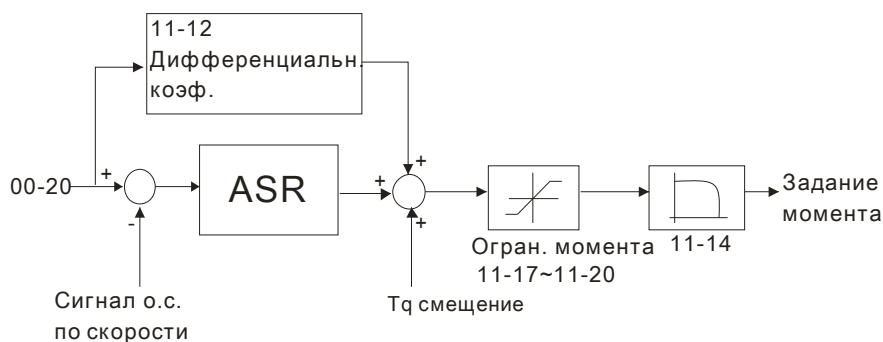 11-12
Дифференциальн.
коэф.
00-20
+
-
ASR
+
+
+
Огран. момента
11-17~11-20
11-14
Задание
момента
Сигнал о.с.
по скорости
Tq смещение